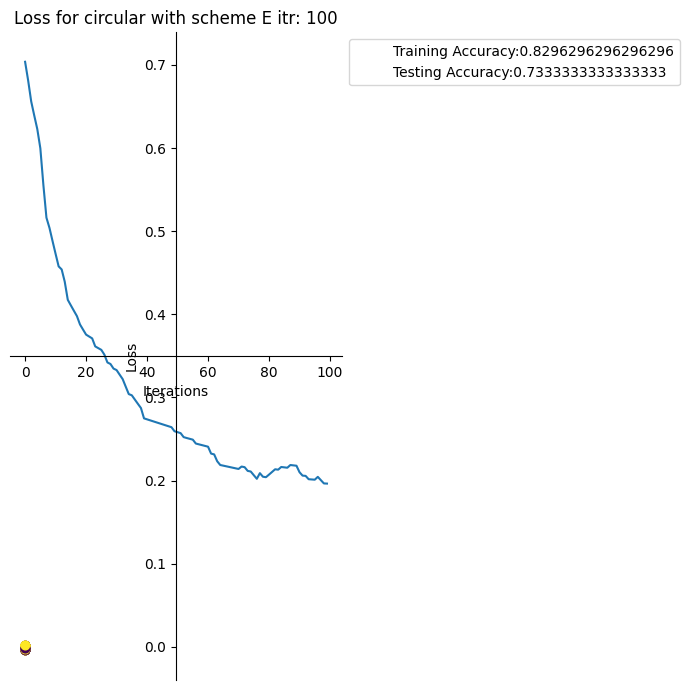 Loss for circular with scheme E itr: 100
Training Accuracy:0.8296296296296296
Testing Accuracy:0.7333333333333333
0.7
0.6
0.5
0.4
Loss
0 20 40 60 80 100
Iterations
0.3
0.2
0.1
0.0